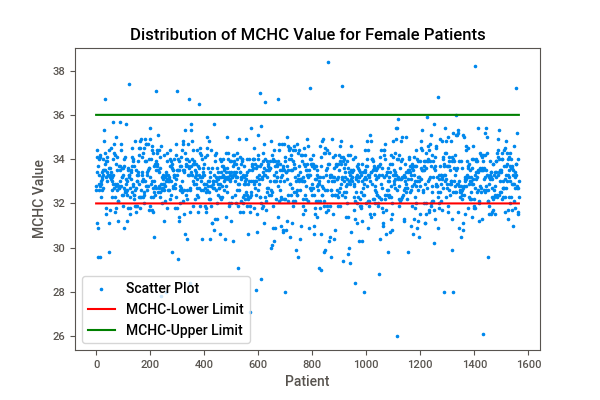 Distribution of MCHC Value for Female Patients
MCHC Value
38
36
34
32
30
28
26
Scatter Plot
MCHC-Lower Limit
MCHC-Upper Limit
0 200 400 600 800 1000 1200 1400 1600
Patient